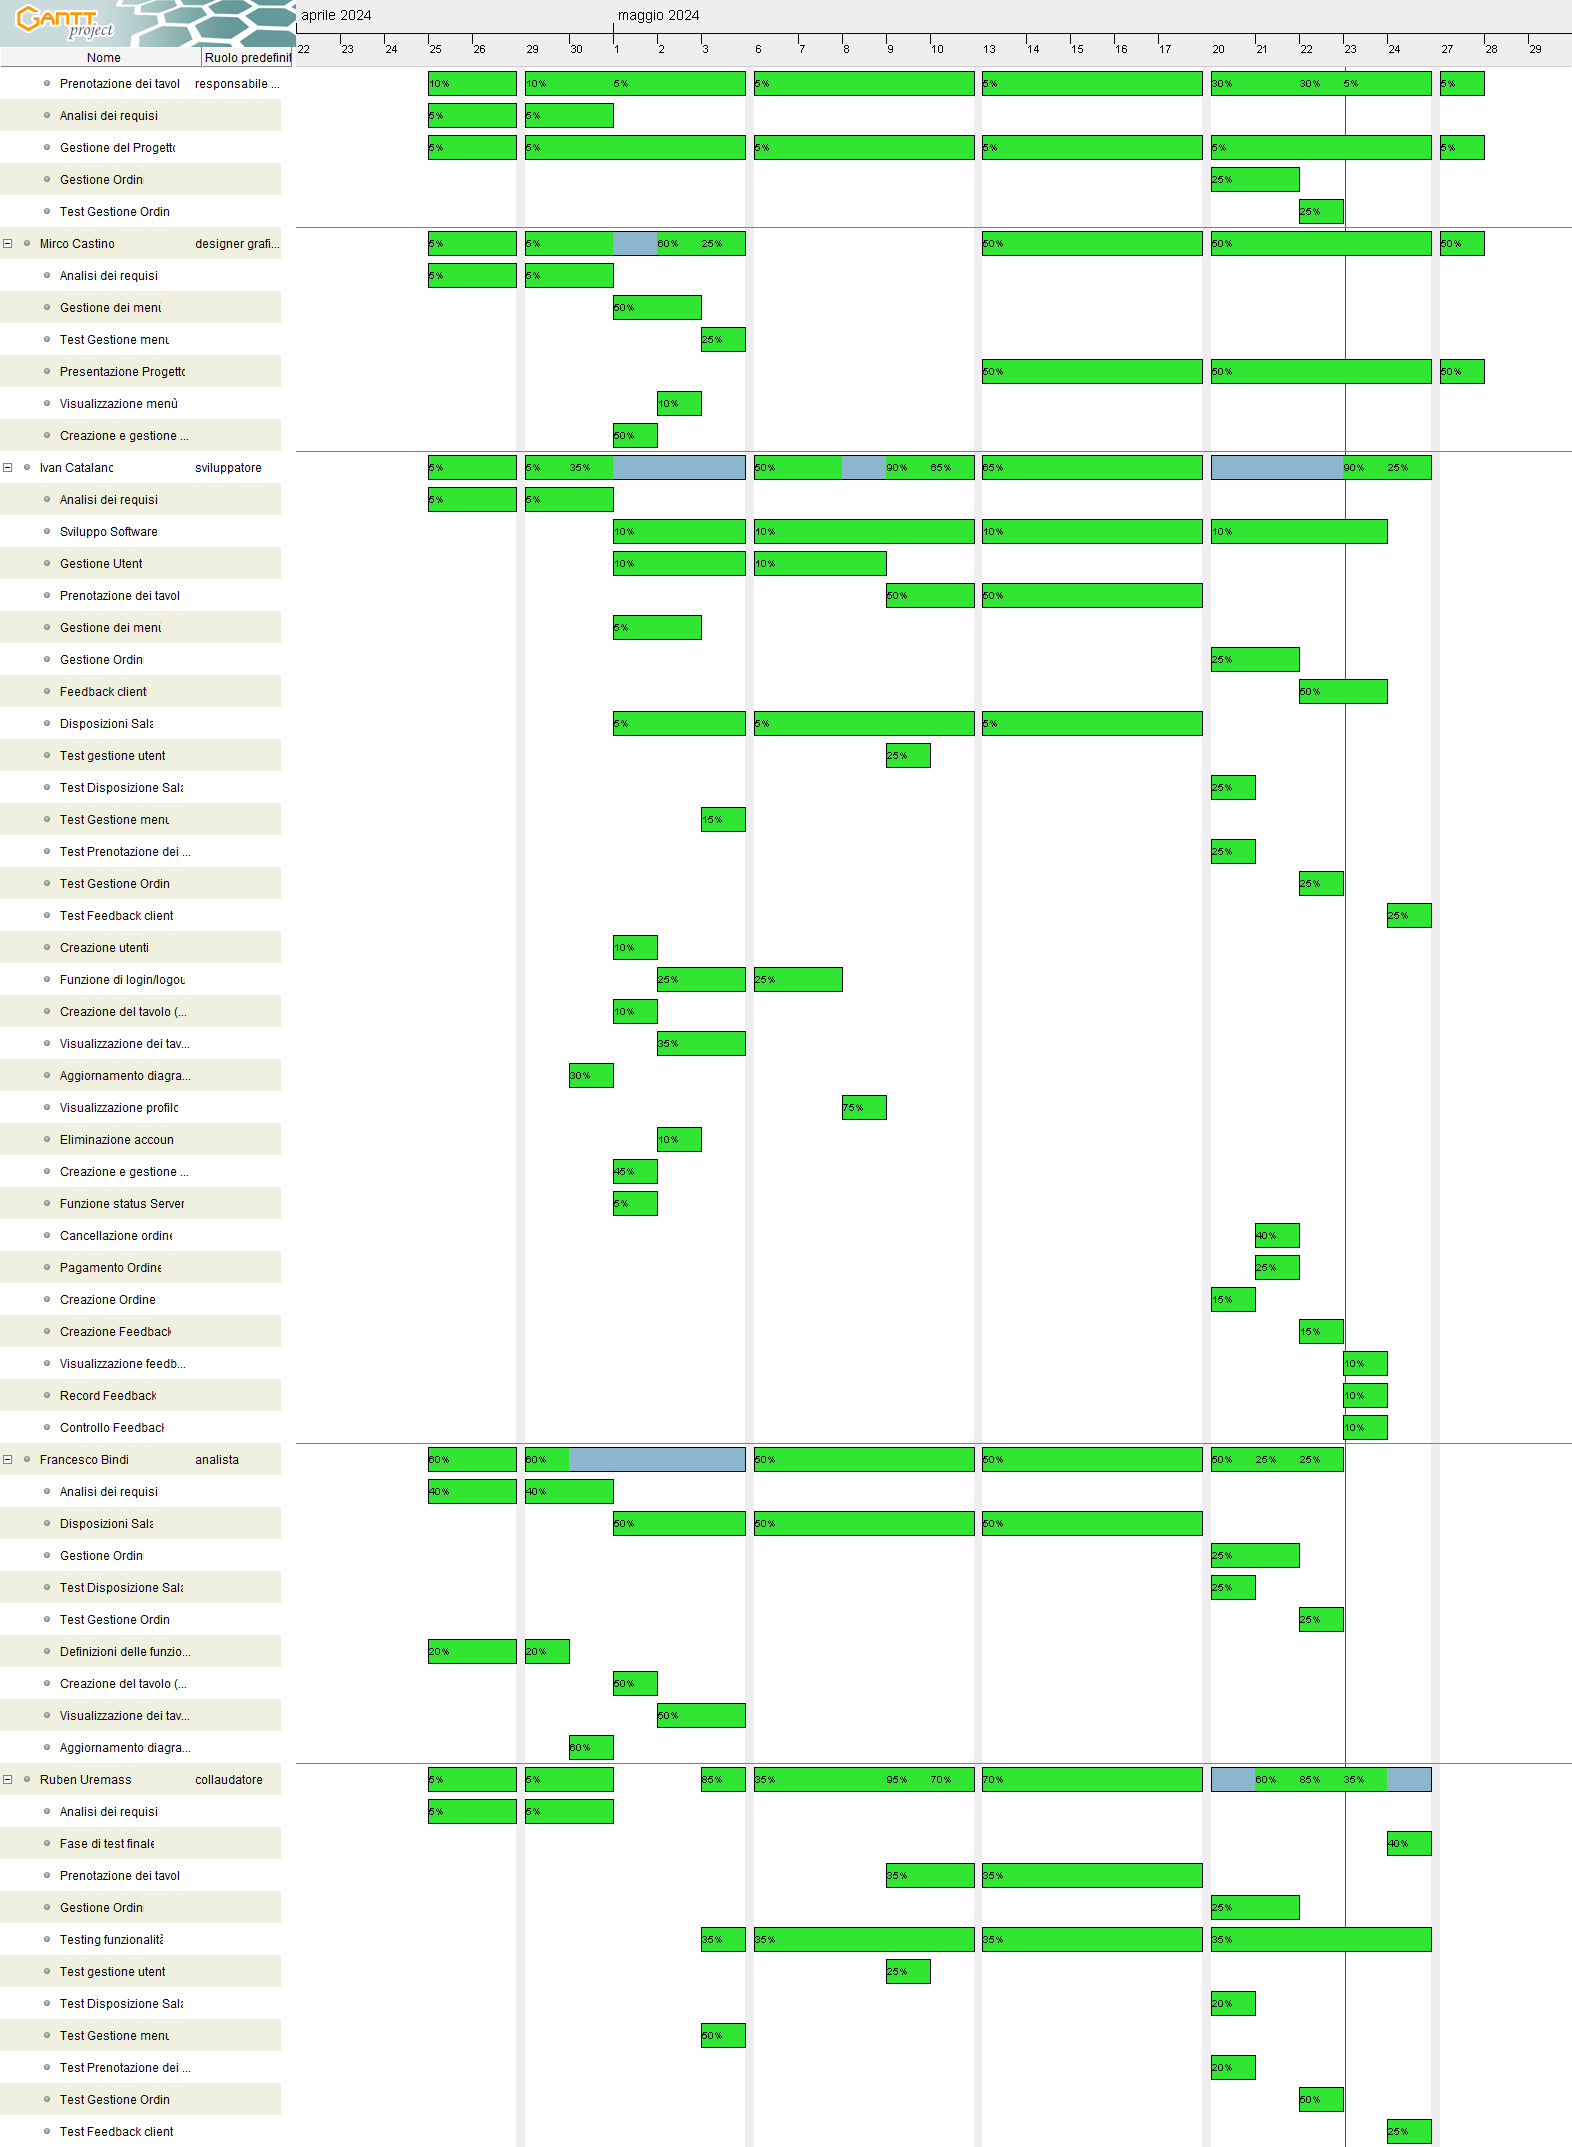 GANTT project
aprile 2024 maggio 2024
22 23 24 25 26 29 30 1 2 3 6 7 8 9 10 13 14 15 16 17 20 21 22 23 24 27 28 29
Nome Ruolo predefinit
Prenotazione dei tavol responsabile ... 10% 10% 5% 5% 5% 30% 30% 5% 5%
Analisi dei requisi 5% 5%
Gestione del Progetto 5% 5% 5% 5% 5% 5%
Gestione Ordini 25%
Test Gestione Ordin 25%
Mirco Castino designer grafi... 5% 5% 60% 25% 50% 50% 50%
Analisi dei requisi 5% 5%
Gestione dei menù 50%
Test Gestione menu 25%
Presentazione Progetto 50% 50% 50%
Visualizzazione menù 10%
Creazione e gestione ... 50%
Ivan Catalano sviluppatore 5% 5% 35% 50% 90% 65% 65% 90% 25%
Analisi dei requisi 5% 5%
Sviluppo Software 10% 10% 10% 10%
Gestione Utent 10% 10%
Prenotazione dei tavol 50% 50%
Gestione dei menù 5%
Gestione Ordini 25%
Feedback client 50%
Disposizioni Sala 5% 5% 5%
Test gestione utent 25%
Test Disposizione Sala 25%
Test Gestione menu 15%
Test Prenotazione dei ... 25%
Test Gestione Ordin 25%
Test Feedback client 25%
Creazione utenti 10%
Funzione di login/logou 25% 25%
Creazione del tavolo (... 10%
Visualizzazione dei tav... 35%
Aggiornamento diagra... 30%
Visualizzazione profilo 75%
Eliminazione accoun 10%
Creazione e gestione ... 45%
Funzione status Server 5%
Cancellazione ordine 40%
Pagamento Ordine 25%
Creazione Ordine 15%
Creazione Feedback 15%
Visualizzazione feedb... 10%
Record Feedback 10%
Controllo Feedback 10%
Francesco Bindi analista 60% 60% 50% 50% 50% 25% 25%
Analisi dei requisi 40% 40%
Disposizioni Sala 50% 50% 50%
Gestione Ordini 25%
Test Disposizione Sala 25%
Test Gestione Ordin 25%
Definizioni delle funzio... 20% 20%
Creazione del tavolo (... 50%
Visualizzazione dei tav... 50%
Aggiornamento diagra... 60%
Ruben Uremass collaudatore 5% 5% 85% 35% 95% 70% 70% 60% 85% 35%
Analisi dei requisi 5% 5%
Fase di test finale 40%
Prenotazione dei tavol 35% 35%
Gestione Ordini 25%
Testing funzionalità 35% 35% 35% 35%
Test gestione utent 25%
Test Disposizione Sala 20%
Test Gestione menu 50%
Test Prenotazione dei ... 20%
Test Gestione Ordin 50%
Test Feedback client 25%